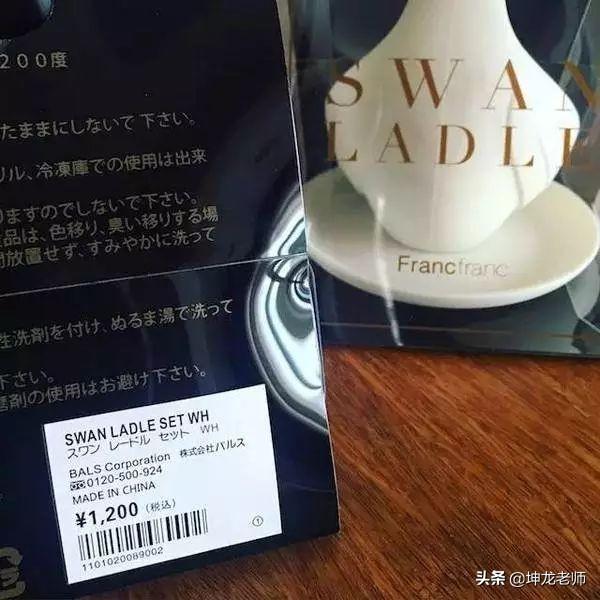 200度
たままにしないで下さい。
リル、冷凍庫での使用は出来
りますのでしないで下さい。
品は、色移り、臭い移りする場
放置せず、すみやかに洗って
性洗剤を付け、ぬるま湯で洗って
下さい。
磨剤の使用はお避け下さい。
SWAN LADLE SET WH
スワン レードル セット WH
BALS Corporation 株式会社バルス
0120-500-924
MADE IN CHINA
¥1,200（税込）
①
1101020089002
SWAN
LADLE
Francfranc
头条 @坤龙老师